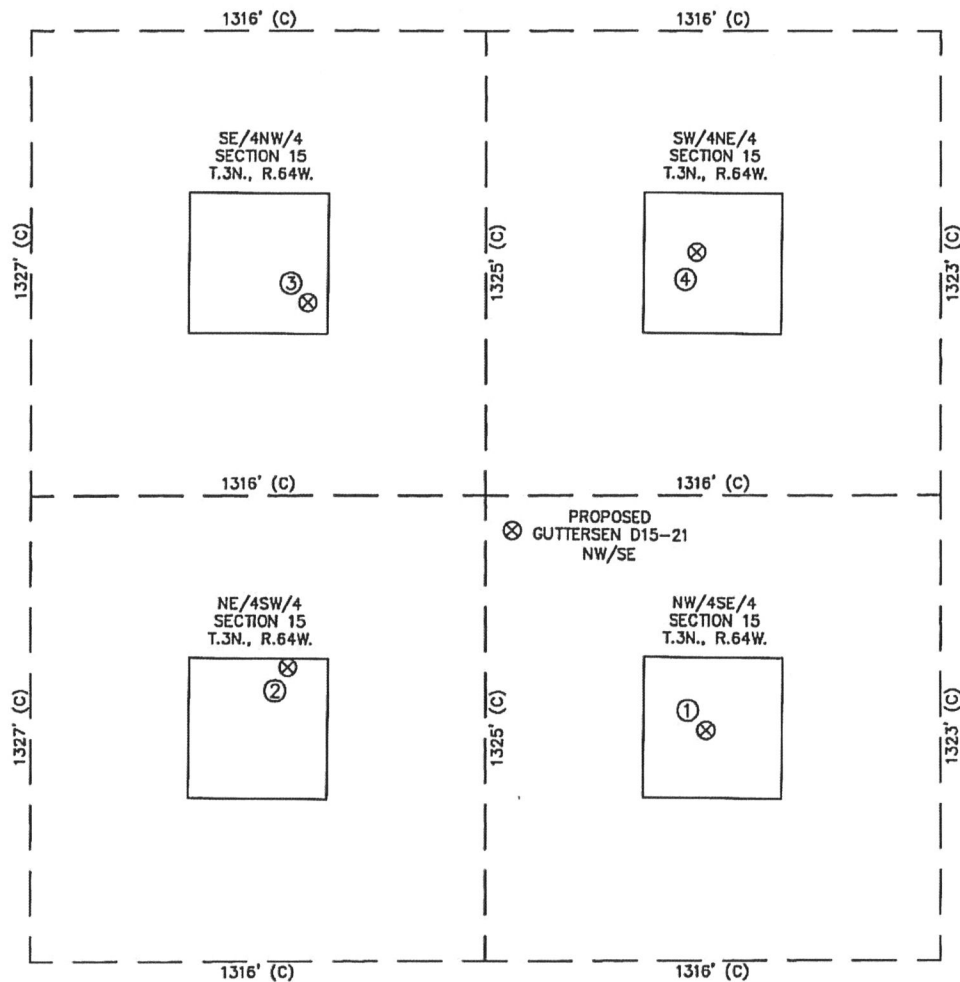 1316' (C)
1316' (C)
SE/4NW/4
SECTION 15
T.3N., R.64W.
SW/4NE/4
SECTION 15
T.3N., R.64W.
1327' (C)
3
1325' (C)
4
1323' (C)
1316' (C)
1316' (C)
PROPOSED
GUTTERSEN D15-21
NW/SE
NE/4SW/4
SECTION 15
T.3N., R.64W.
NW/4SE/4
SECTION 15
T.3N., R.64W.
1327' (C)
2
1325' (C)
1
1323' (C)
1316' (C)
1316' (C)